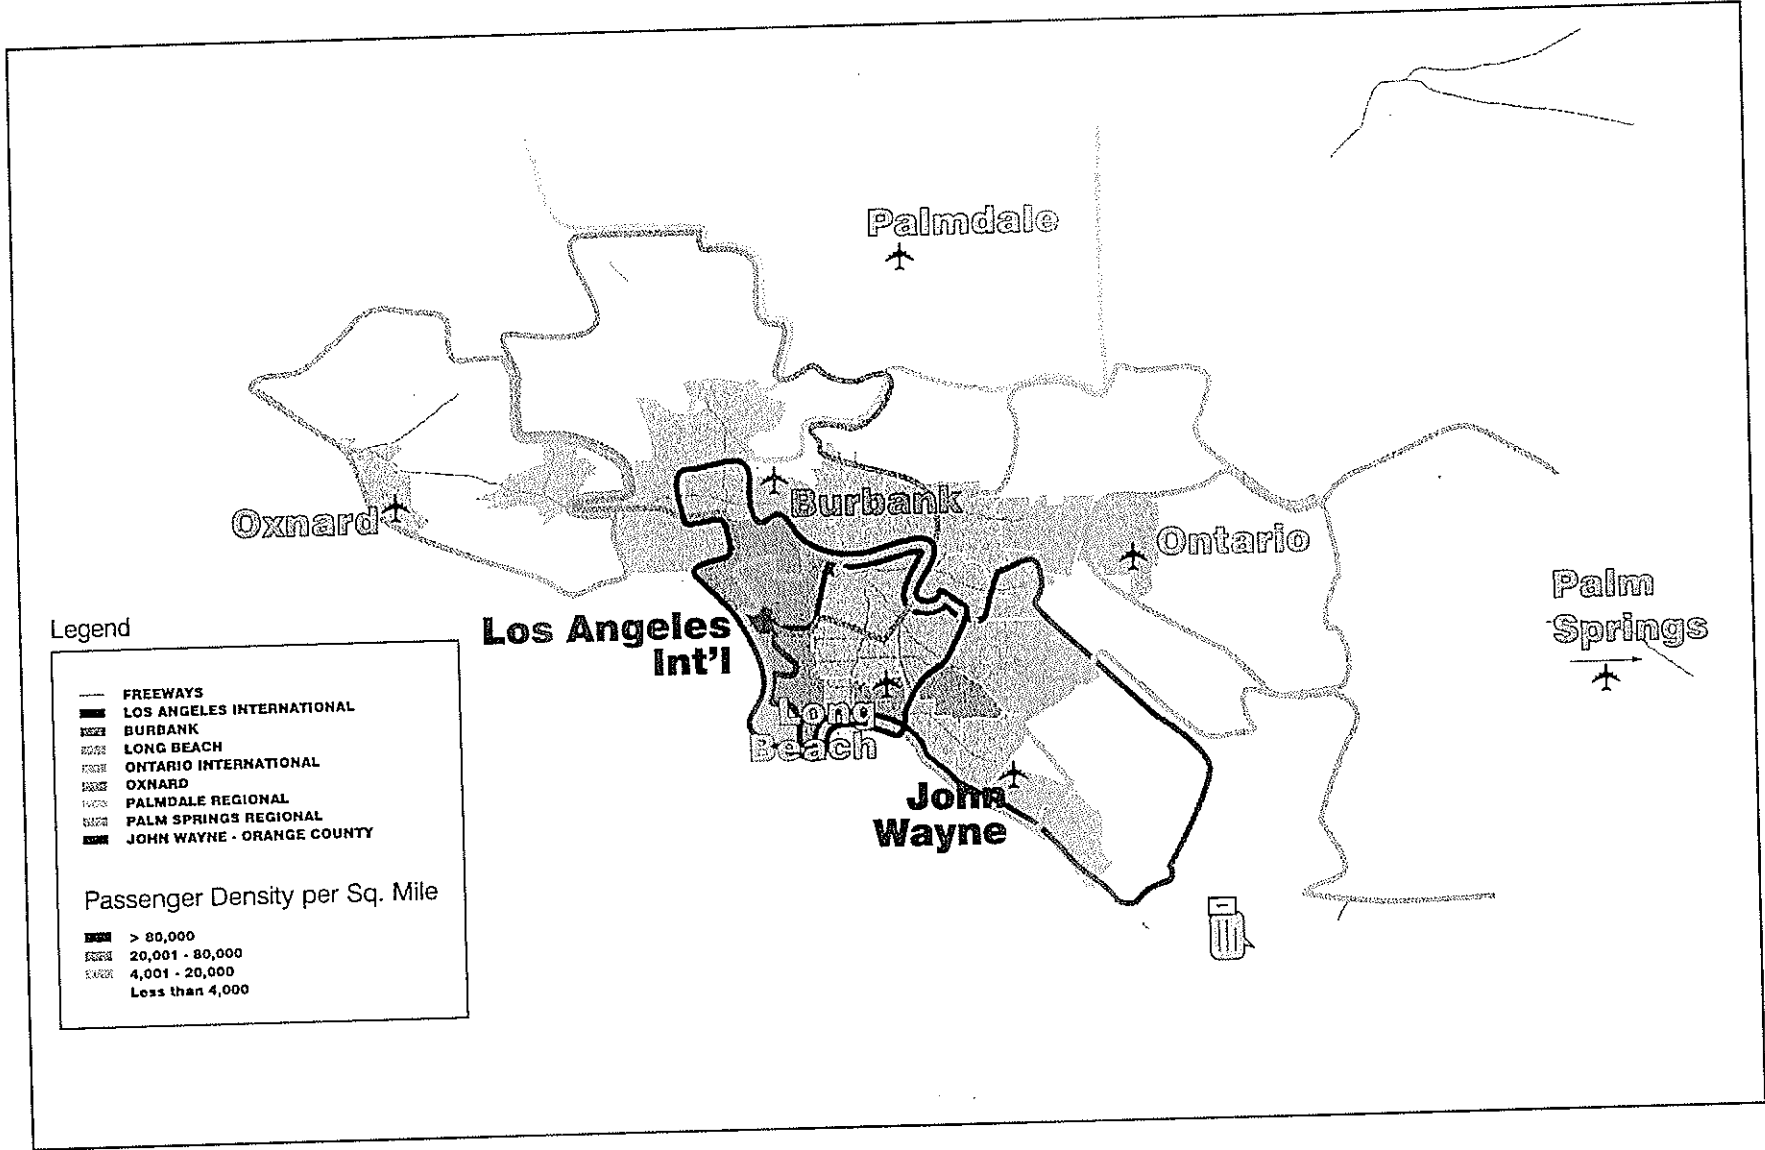 Palmdale
Burbank
Oxnard
Ontario
Palm
Springs
Los Angeles
Int'l
Long
Beach
John
Wayne
Legend
FREEWAYS
LOS ANGELES INTERNATIONAL
BURBANK
LONG BEACH
ONTARIO INTERNATIONAL
OXNARD
PALMDALE REGIONAL
PALM SPRINGS REGIONAL
JOHN WAYNE - ORANGE COUNTY
Passenger Density per Sq. Mile
> 80,000
20,001 - 80,000
4,001 - 20,000
Less than 4,000